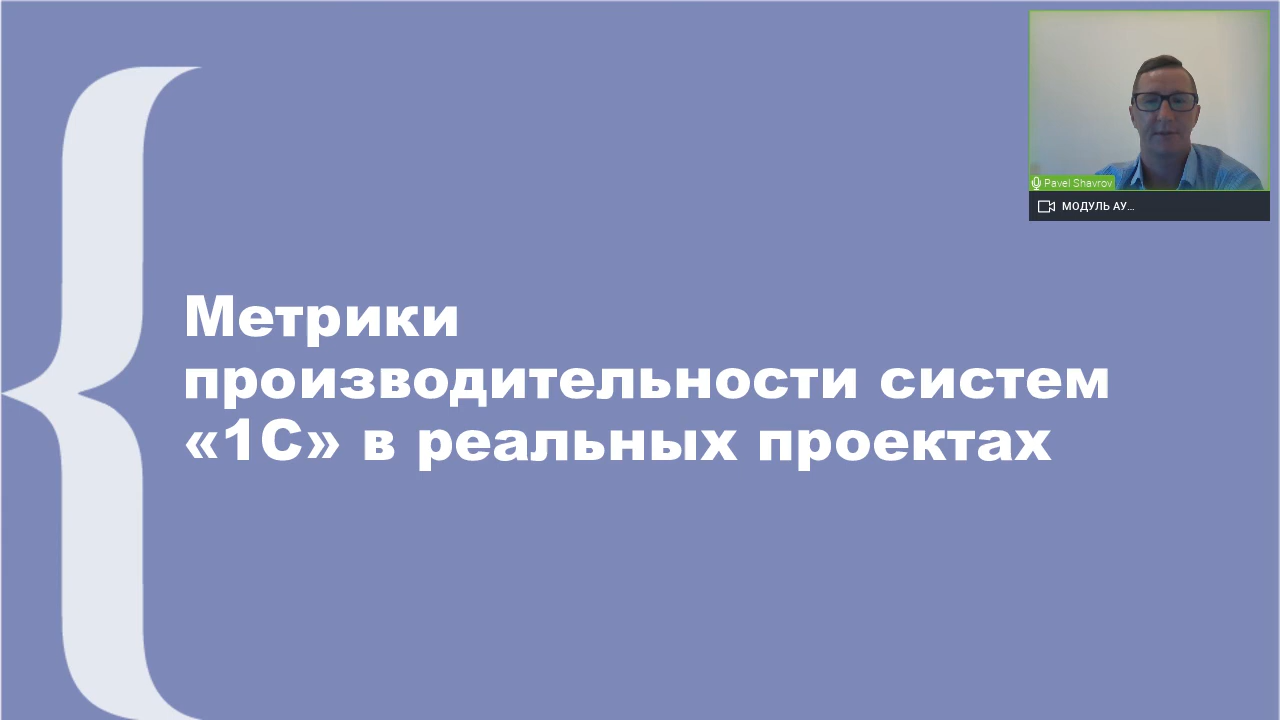 Pavel Shavrov
МОДУЛЬ АУ...
Метрики
производительности систем
«1С» в реальных проектах